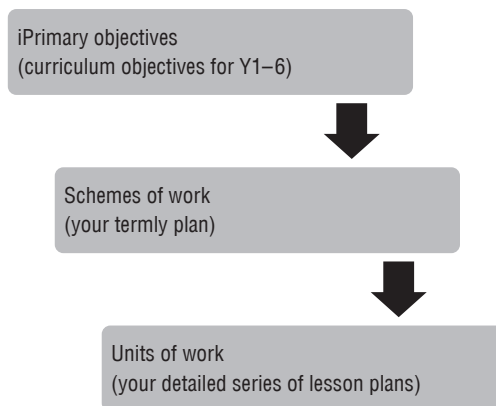 iPrimary objectives
(curriculum objectives for Y1–6)
Schemes of work
(your termly plan)
Units of work
(your detailed series of lesson plans)